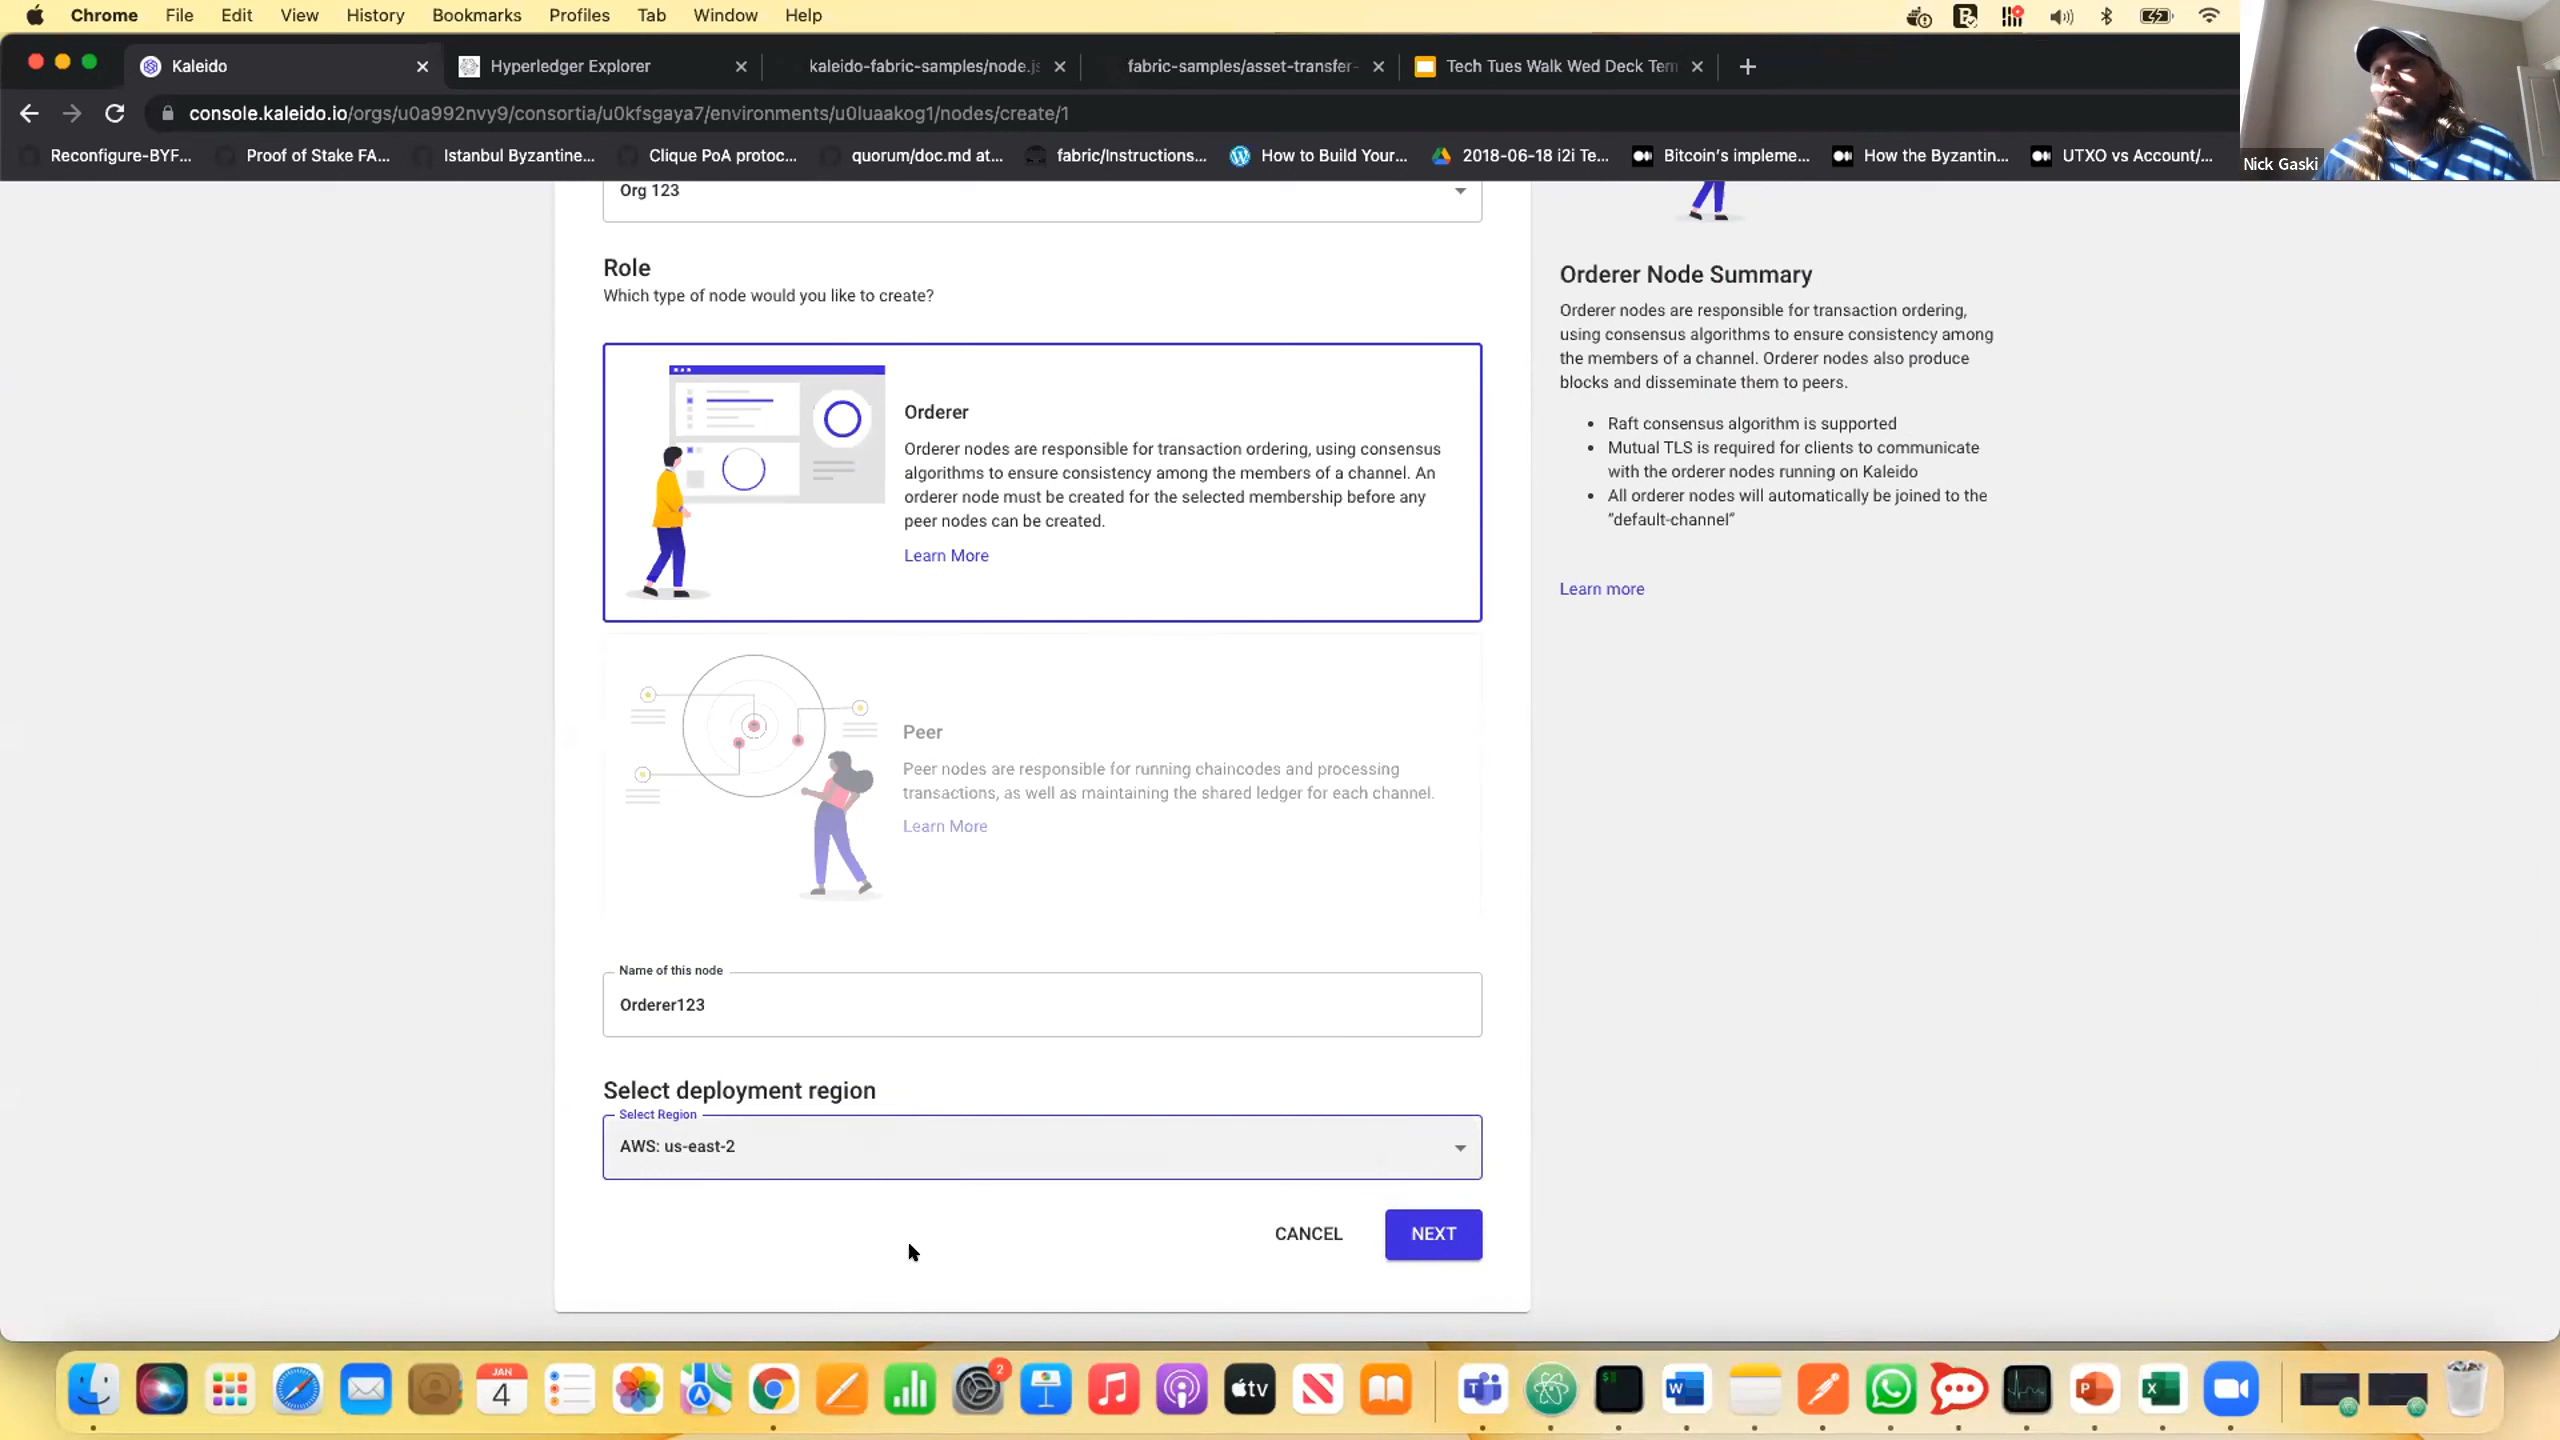 Chrome File Edit View History Bookmarks Profiles Tab Window Help
Kaleido
Hyperledger Explorer
kaleido-fabric-samples/node.js
fabric-samples/asset-transfer-
Tech Tues Walk Wed Deck Tem
console.kaleido.io/orgs/u0a992nvy9/consortia/u0kfsgaya7/environments/u0luaakog1/nodes/create/1
Reconfigure-BYF...
Proof of Stake FA...
Istanbul Byzantine...
Clique PoA protoc...
quorum/doc.md at...
fabric/Instructions...
How to Build Your...
2018-06-18 i2i Te...
Bitcoin's impleme...
How the Byzantin...
UTXO vs Account/...
Nick Gaski
Org 123
Role
Which type of node would you like to create?
Orderer
Orderer nodes are responsible for transaction ordering, using consensus
algorithms to ensure consistency among the members of a channel. An
orderer node must be created for the selected membership before any
peer nodes can be created.
Learn More
Peer
Peer nodes are responsible for running chaincodes and processing
transactions, as well as maintaining the shared ledger for each channel.
Learn More
Name of this node
Orderer123
Select deployment region
Select Region
AWS: us-east-2
CANCEL
NEXT
Orderer Node Summary
Orderer nodes are responsible for transaction ordering,
using consensus algorithms to ensure consistency among
the members of a channel. Orderer nodes also produce
blocks and disseminate them to peers.
• Raft consensus algorithm is supported
• Mutual TLS is required for clients to communicate
with the orderer nodes running on Kaleido
• All orderer nodes will automatically be joined to the
"default-channel"
Learn more
JAN
4
2
tv